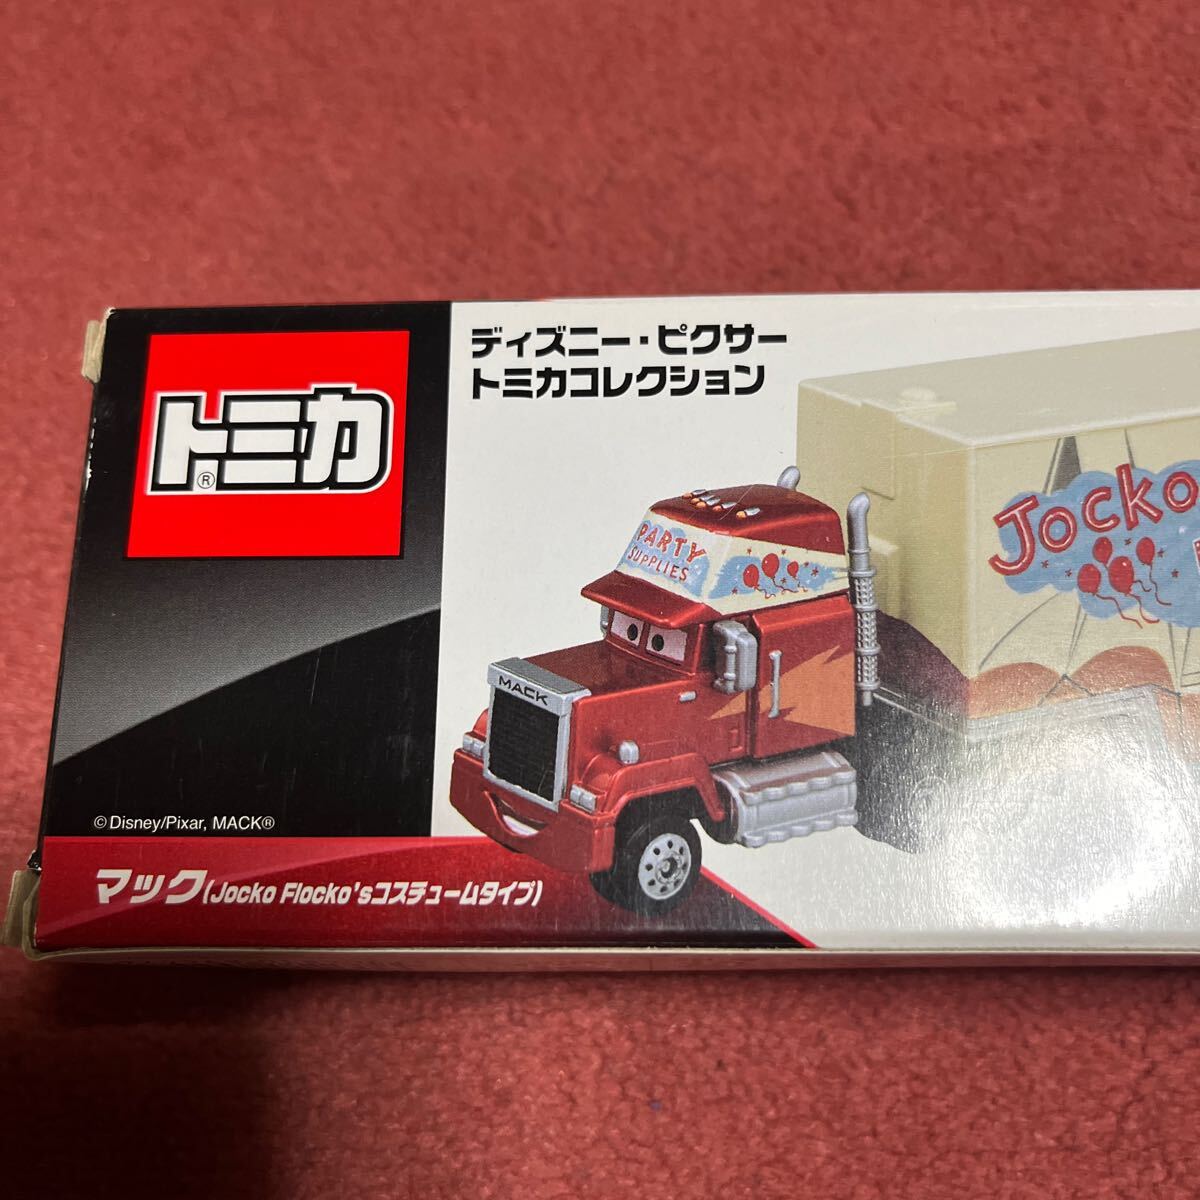 ディズニー・ピクサー
トミカコレクション
トミカ®
Jocko
PARTY
SUPPLIES
MACK
©Disney/Pixar, MACK®
マック(Jocko Flocko'sコスチュームタイプ)